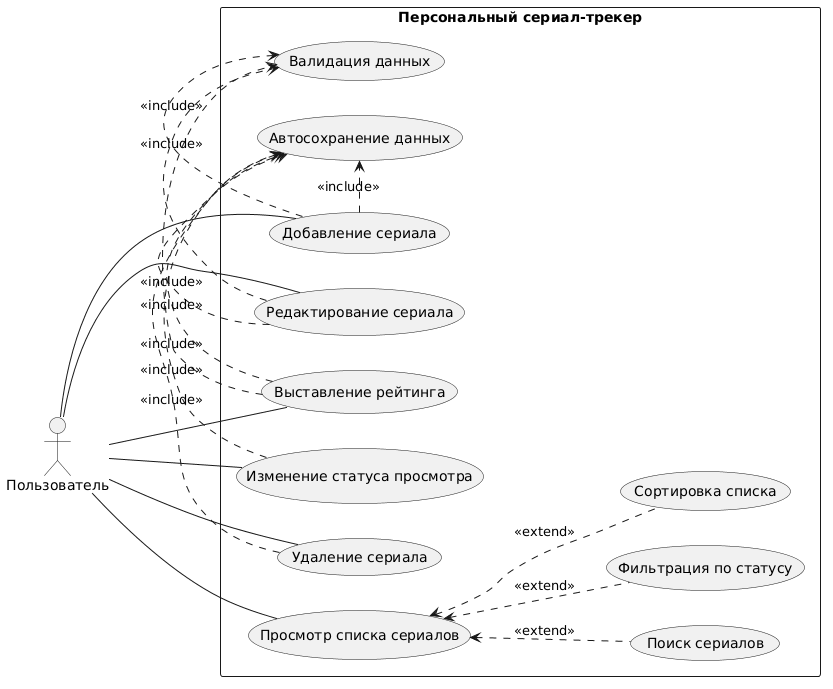 Персональный сериал-трекер
Валидация данных
«include»
Автосохранение данных
«include»
«include»
Добавление сериала
«include»
Редактирование сериала
«include»
«include»
«include»
Выставление рейтинга
«include»
Изменение статуса просмотра
Пользователь
Сортировка списка
«extend»
Удаление сериала
Фильтрация по статусу
«extend»
Просмотр списка сериалов
«extend»
Поиск сериалов